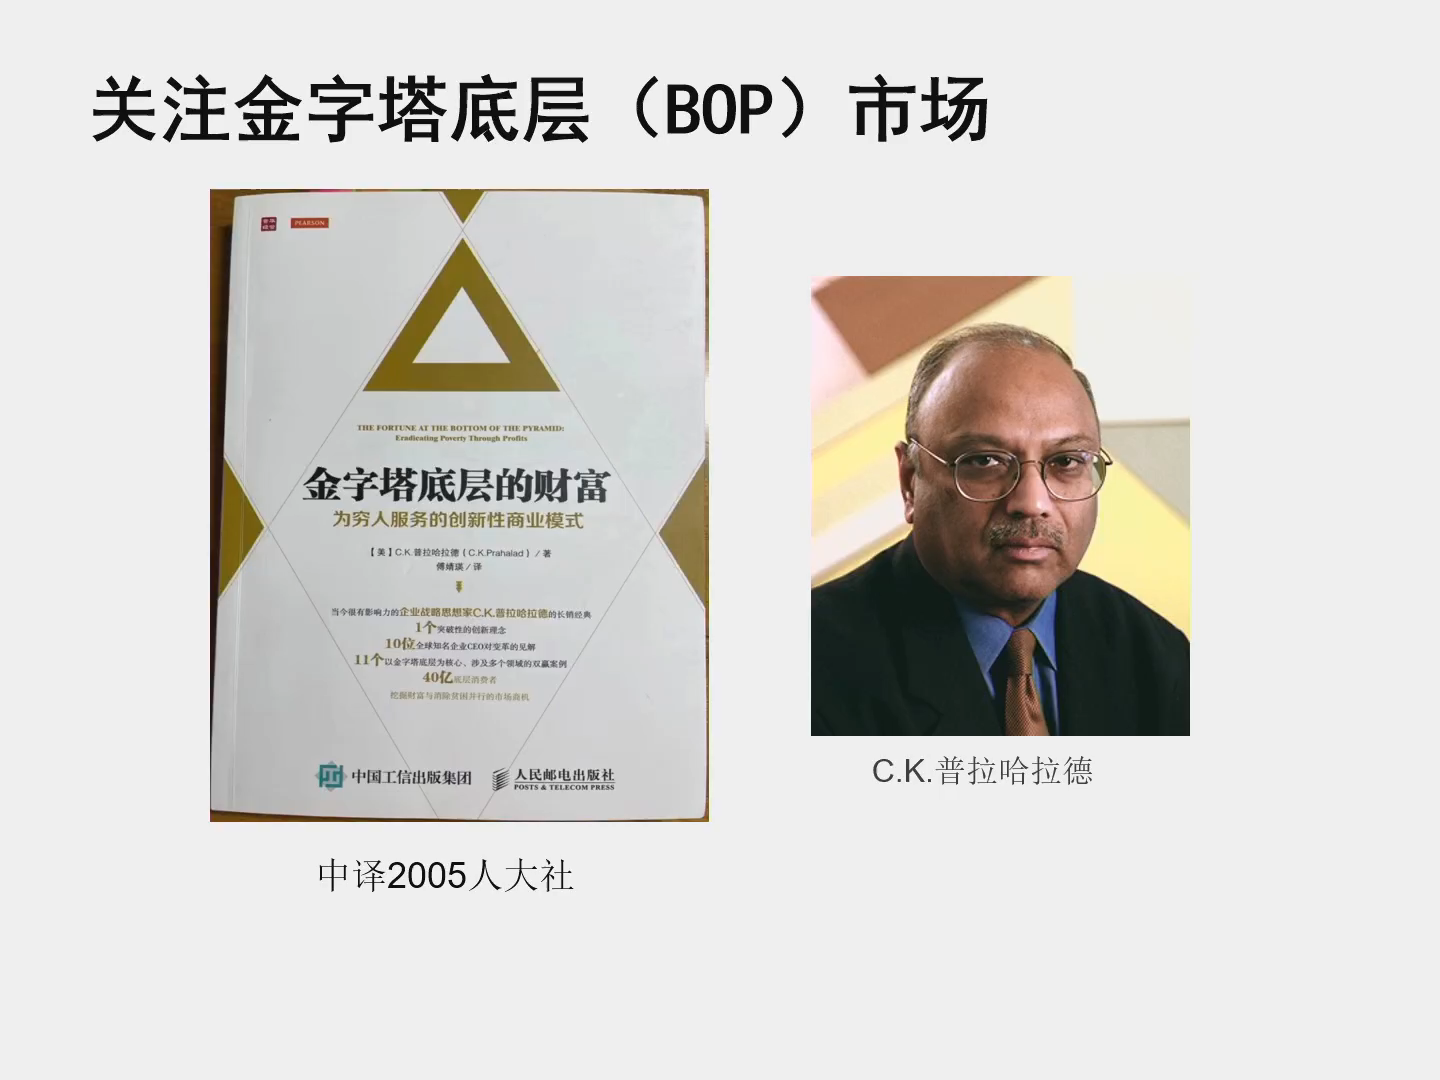 关注金字塔底层（BOP）市场
PEARSON
THE FORTUNE AT THE BOTTOM OF THE PYRAMID:
Eradicating Poverty Through Profits
金字塔底层的财富
为穷人服务的创新性商业模式
【美】C.K.普拉哈拉德（C.K.Prahalad）／著
傅婧瑛／译
当今很有影响力的企业战略思想家C.K.普拉哈拉德的长销经典
1个突破性的创新理念
10位全球知名企业CEO对变革的见解
11个以金字塔底层为核心、涉及多个领域的双赢案例
40亿底层消费者
挖掘财富与消除贫困并行的市场商机
中国工信出版集团
人民邮电出版社
POSTS & TELECOM PRESS
C.K.普拉哈拉德
中译2005人大社